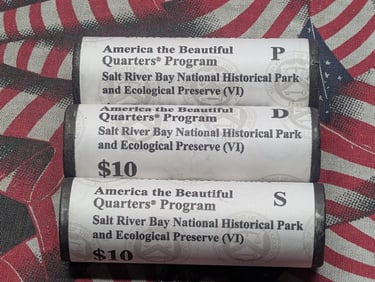 America the Beautiful
Quarters® Program P
Salt River Bay National Historical Park
and Ecological Preserve (VI)
America the Beautiful
Quarters® Program D
Salt River Bay National Historical Park
and Ecological Preserve (VI)
$10
America the Beautiful
Quarters® Program S
Salt River Bay National Historical Park
and Ecological Preserve (VI)
$10